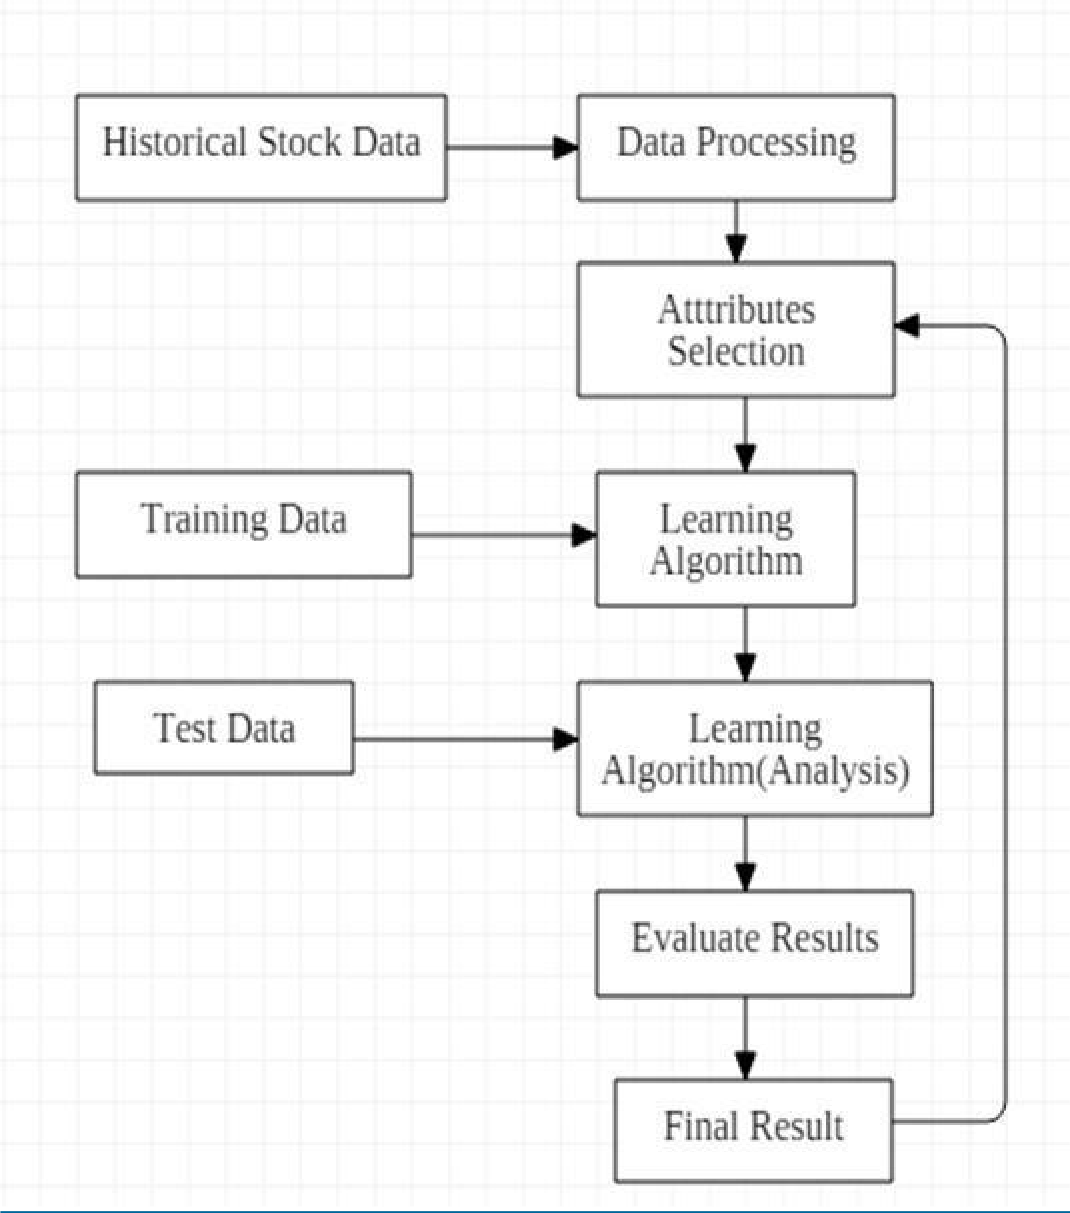 Historical Stock Data
Data Processing
Atttributes
Selection
Training Data
Learning
Algorithm
Test Data
Learning
Algorithm(Analysis)
Evaluate Results
Final Result